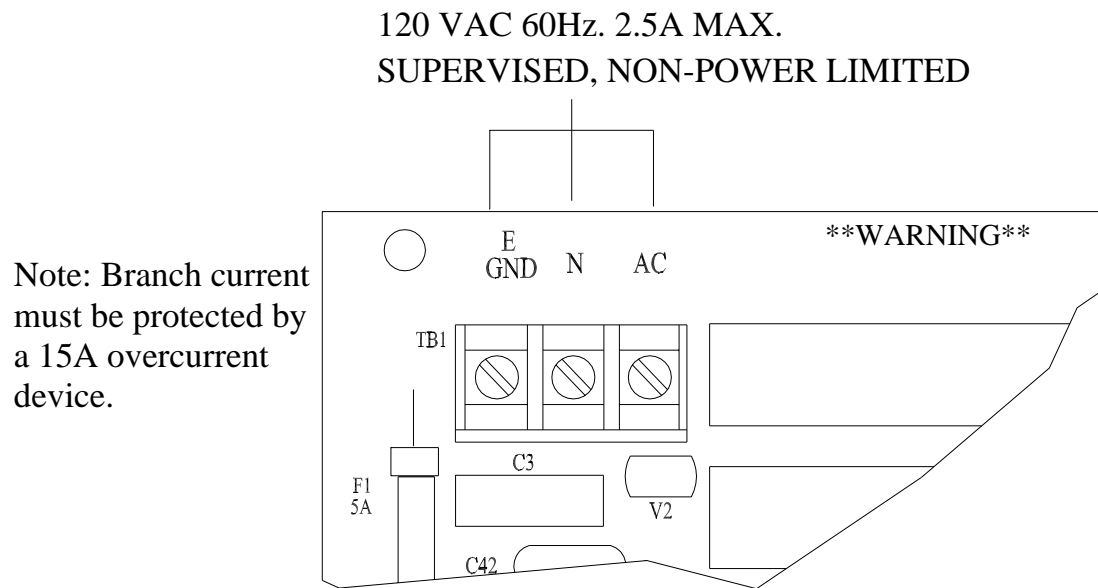 120 VAC 60Hz. 2.5A MAX.
SUPERVISED, NON-POWER LIMITED
Note: Branch current
must be protected by
a 15A overcurrent
device.
**WARNING**
E
GND
N
AC
TB1
C3
F1
5A
V2
C42